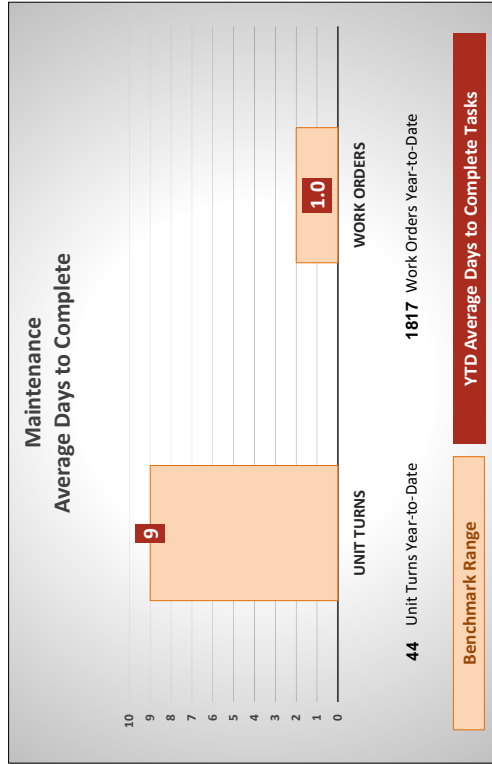 Maintenance
Average Days to Complete
10
9
8
7
6
5
4
3
2
1
0
9
1.0
UNIT TURNS
WORK ORDERS
44 Unit Turns Year-to-Date
1817 Work Orders Year-to-Date
Benchmark Range
YTD Average Days to Complete Tasks